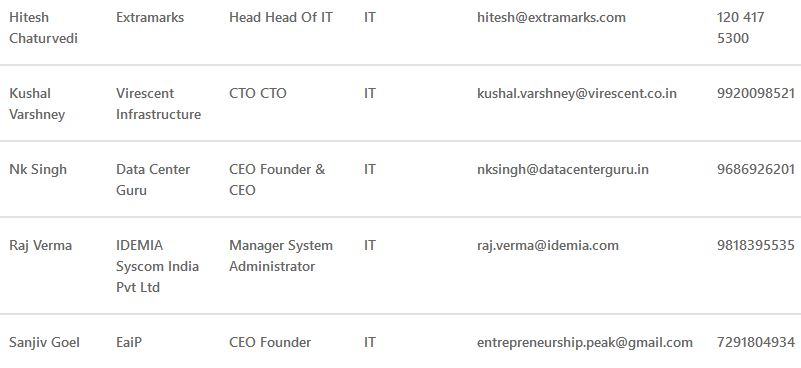 Hitesh Extramarks Head Head Of IT IT hitesh@extramarks.com 120 417
Chaturvedi 5300
Kushal Virescent CTO CTO IT kushal.varshney@virescent.co.in 9920098521
Varshney Infrastructure
Nk Singh Data Center CEO Founder & IT nksingh@datacenterguru.in 9686926201
Guru CEO
Raj Verma IDEMIA Manager System IT raj.verma@idemia.com 9818395535
Syscom India Administrator
Pvt Ltd
Sanjiv Goel EaiP CEO Founder IT entrepreneurship.peak@gmail.com 7291804934